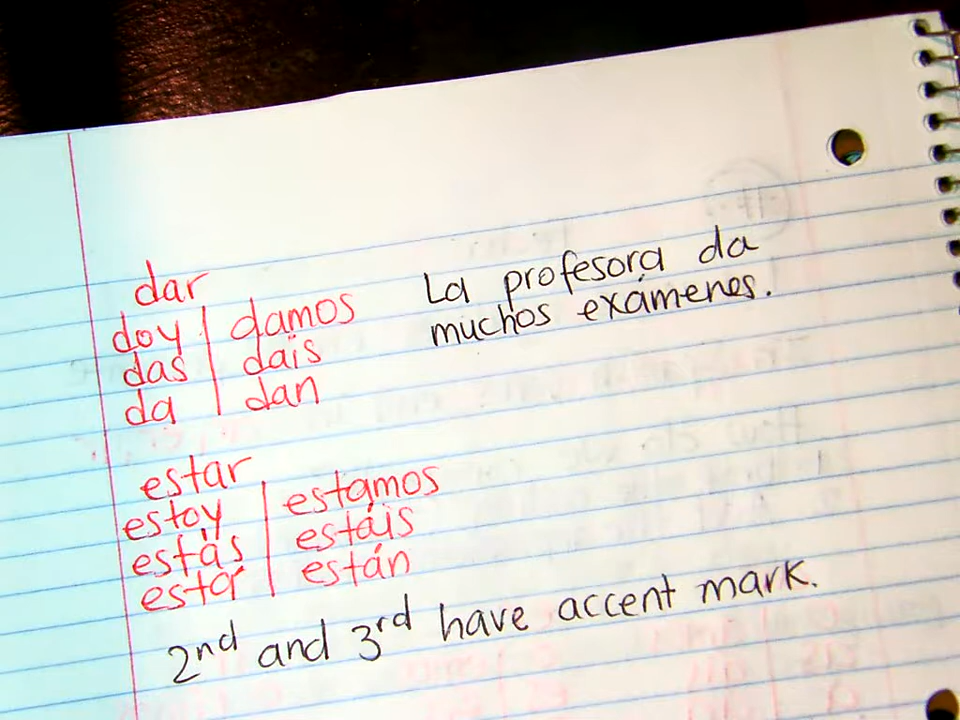 dar
doy | damos
das | dais
da | dan
La profesora da
muchos exámenes.
estar
estoy | estamos
estás | estáis
está | están
2nd and 3rd have accent mark.